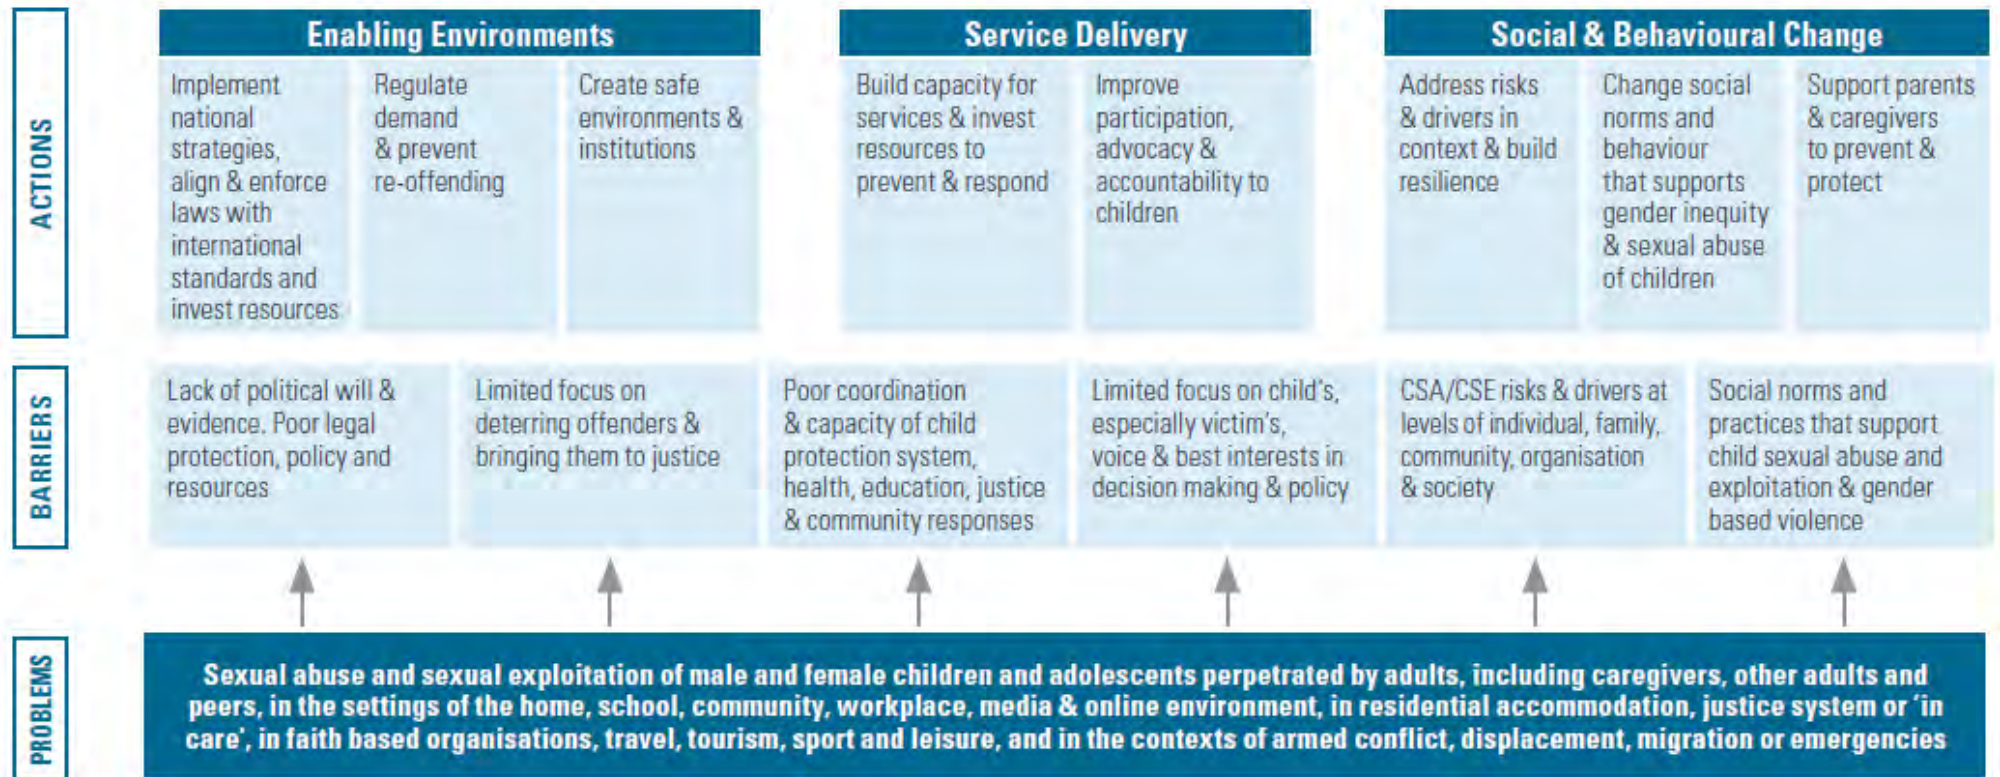 ACTIONS
Enabling Environments
Implement
national
strategies,
align & enforce
laws with
international
standards and
invest resources
Regulate
demand
& prevent
re-offending
Create safe
environments &
institutions
Service Delivery
Build capacity for
services & invest
resources to
prevent & respond
Improve
participation,
advocacy &
accountability to
children
Social & Behavioural Change
Address risks
& drivers in
context & build
resilience
Change social
norms and
behaviour
that supports
gender inequity
& sexual abuse
of children
Support parents
& caregivers
to prevent &
protect
BARRIERS
Lack of political will &
evidence. Poor legal
protection, policy and
resources
Limited focus on
deterring offenders &
bringing them to justice
Poor coordination
& capacity of child
protection system,
health, education, justice
& community responses
Limited focus on child's,
especially victim's,
voice & best interests in
decision making & policy
CSA/CSE risks & drivers at
levels of individual, family,
community, organisation
& society
Social norms and
practices that support
child sexual abuse and
exploitation & gender
based violence
PROBLEMS
Sexual abuse and sexual exploitation of male and female children and adolescents perpetrated by adults, including caregivers, other adults and
peers, in the settings of the home, school, community, workplace, media & online environment, in residential accommodation, justice system or 'in
care', in faith based organisations, travel, tourism, sport and leisure, and in the contexts of armed conflict, displacement, migration or emergencies